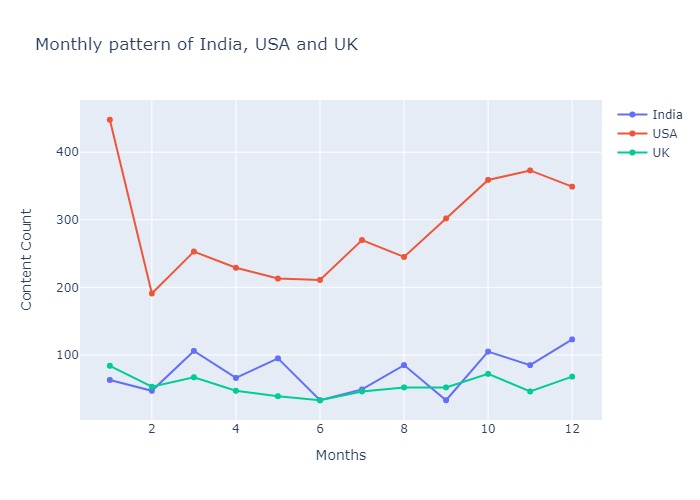 Monthly pattern of India, USA and UK
India
USA
UK
400
300
200
100
Content Count
2 4 6 8 10 12
Months